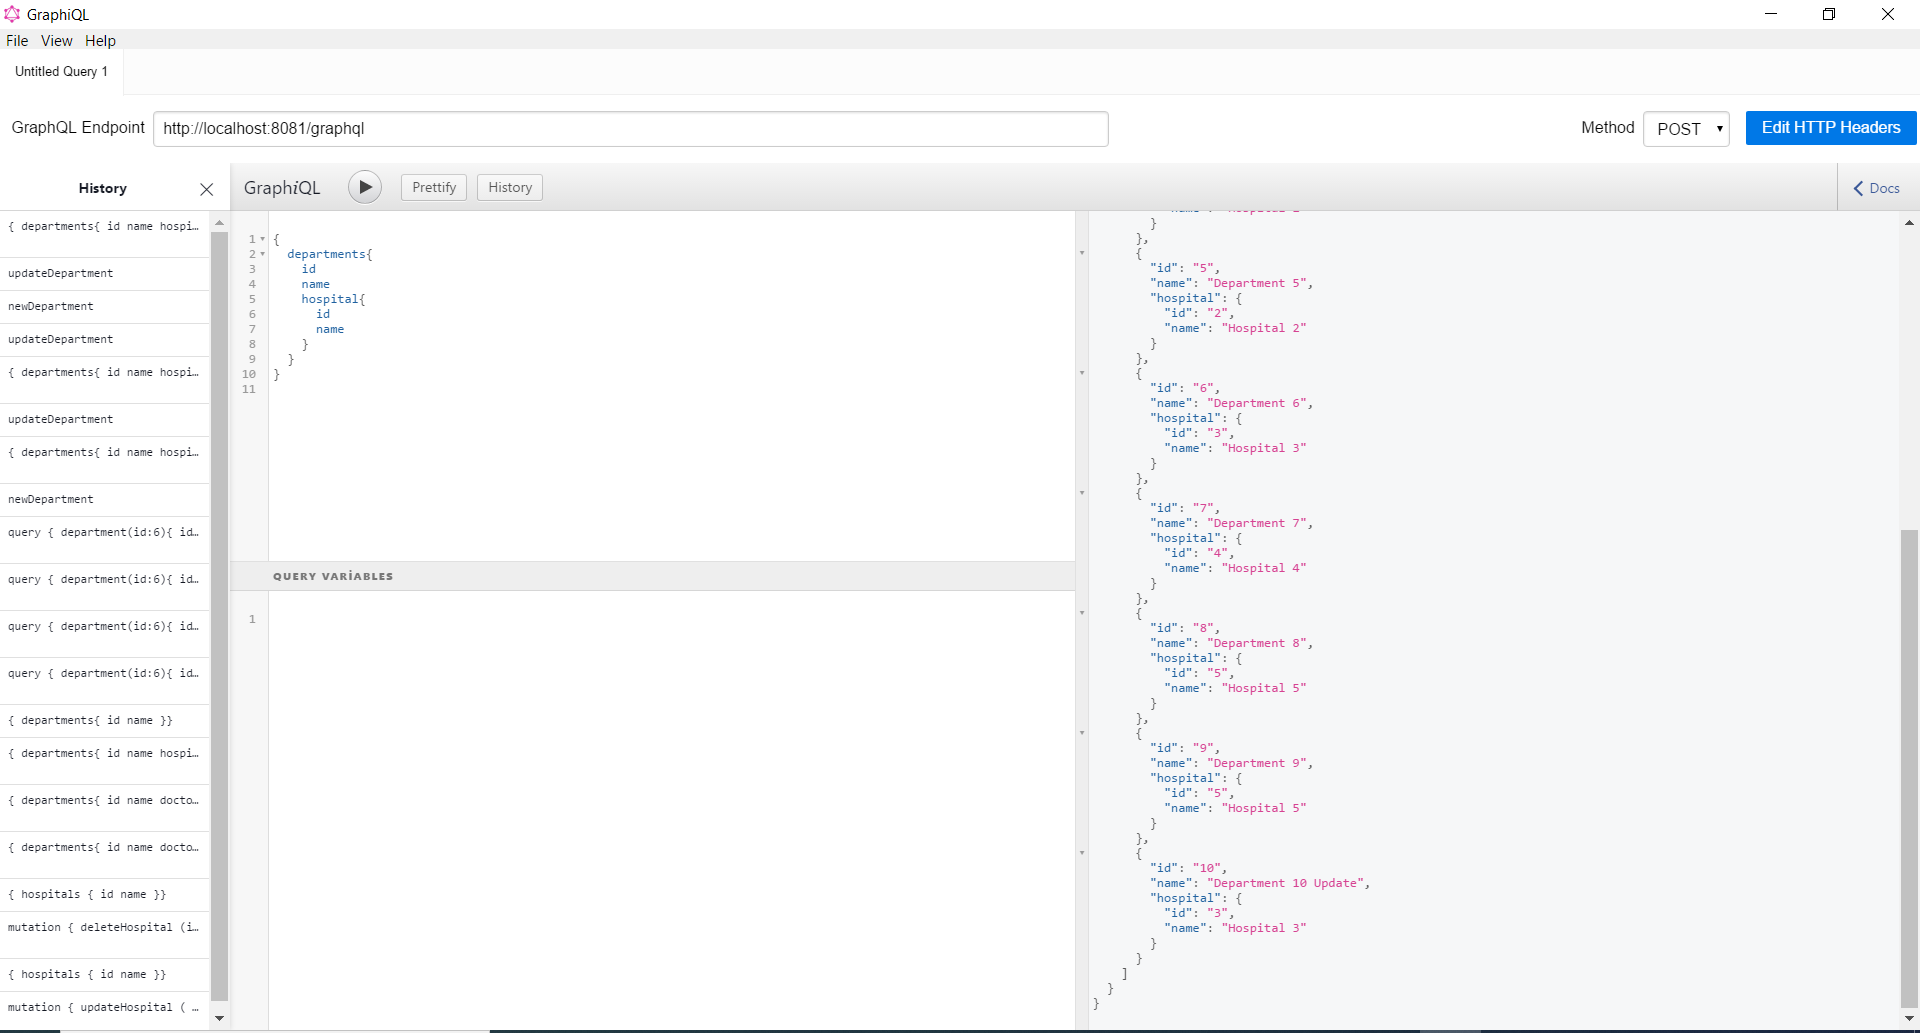 GraphiQL
File View Help
Untitled Query 1
GraphQL Endpoint http://localhost:8081/graphql Method POST Edit HTTP Headers
History
{ departments{ id name hospi…
updateDepartment
newDepartment
updateDepartment
{ departments{ id name hospi…
updateDepartment
{ departments{ id name hospi…
newDepartment
query { department(id:6){ id…
query { department(id:6){ id…
query { department(id:6){ id…
query { department(id:6){ id…
{ departments{ id name }}
{ departments{ id name hospi…
{ departments{ id name docto…
{ departments{ id name docto…
{ hospitals { id name }}
mutation { deleteHospital (i…
{ hospitals { id name }}
mutation { updateHospital ( …
GraphiQL Prettify History Docs
1 {
2 departments{
3 id
4 name
5 hospital{
6 id
7 name
8 }
9 }
10 }
11
QUERY VARİABLES
1
}
},
{
"id": "5",
"name": "Department 5",
"hospital": {
"id": "2",
"name": "Hospital 2"
}
},
{
"id": "6",
"name": "Department 6",
"hospital": {
"id": "3",
"name": "Hospital 3"
}
},
{
"id": "7",
"name": "Department 7",
"hospital": {
"id": "4",
"name": "Hospital 4"
}
},
{
"id": "8",
"name": "Department 8",
"hospital": {
"id": "5",
"name": "Hospital 5"
}
},
{
"id": "9",
"name": "Department 9",
"hospital": {
"id": "5",
"name": "Hospital 5"
}
},
{
"id": "10",
"name": "Department 10 Update",
"hospital": {
"id": "3",
"name": "Hospital 3"
}
}
]
}
}